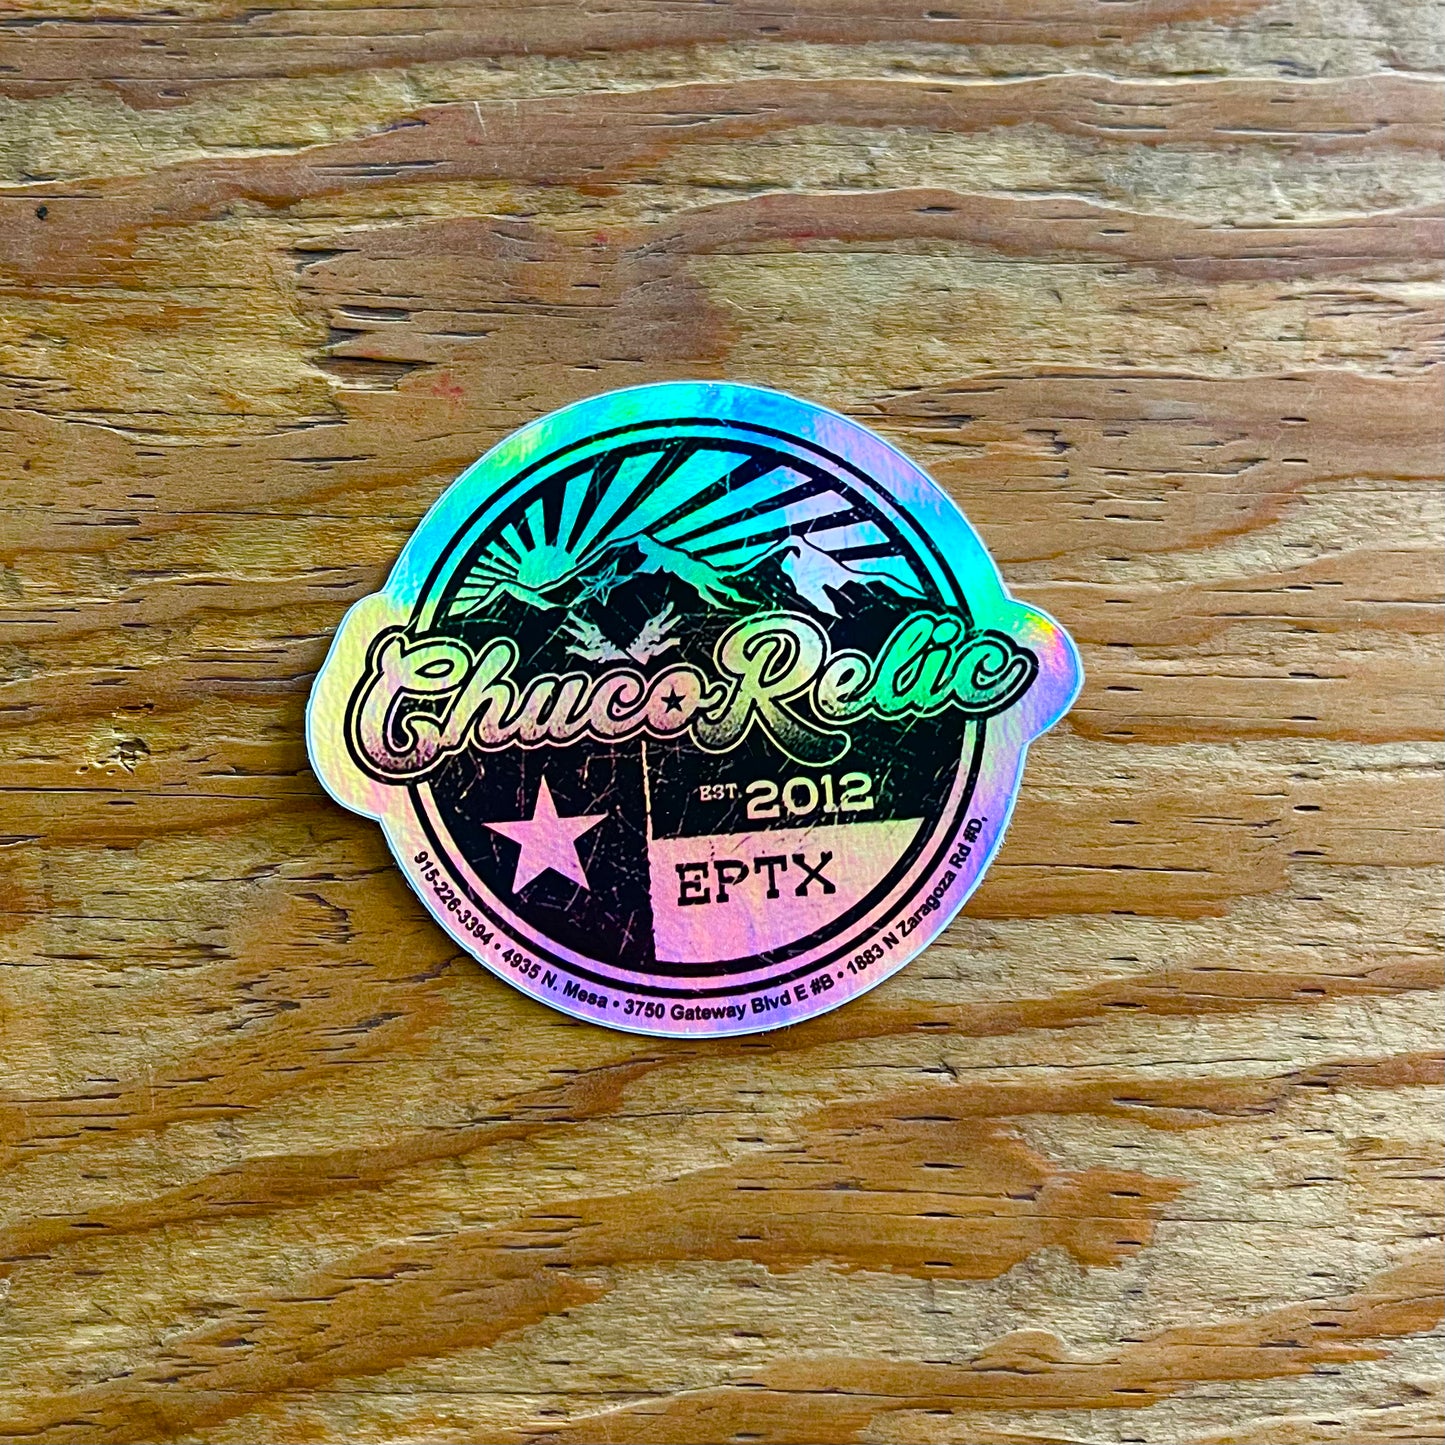 ChucoRelic
EST. 2012
EPTX
915-226-3394 • 4935 N. Mesa • 3750 Gateway Blvd E #B • 1883 N Zaragoza Rd #D,